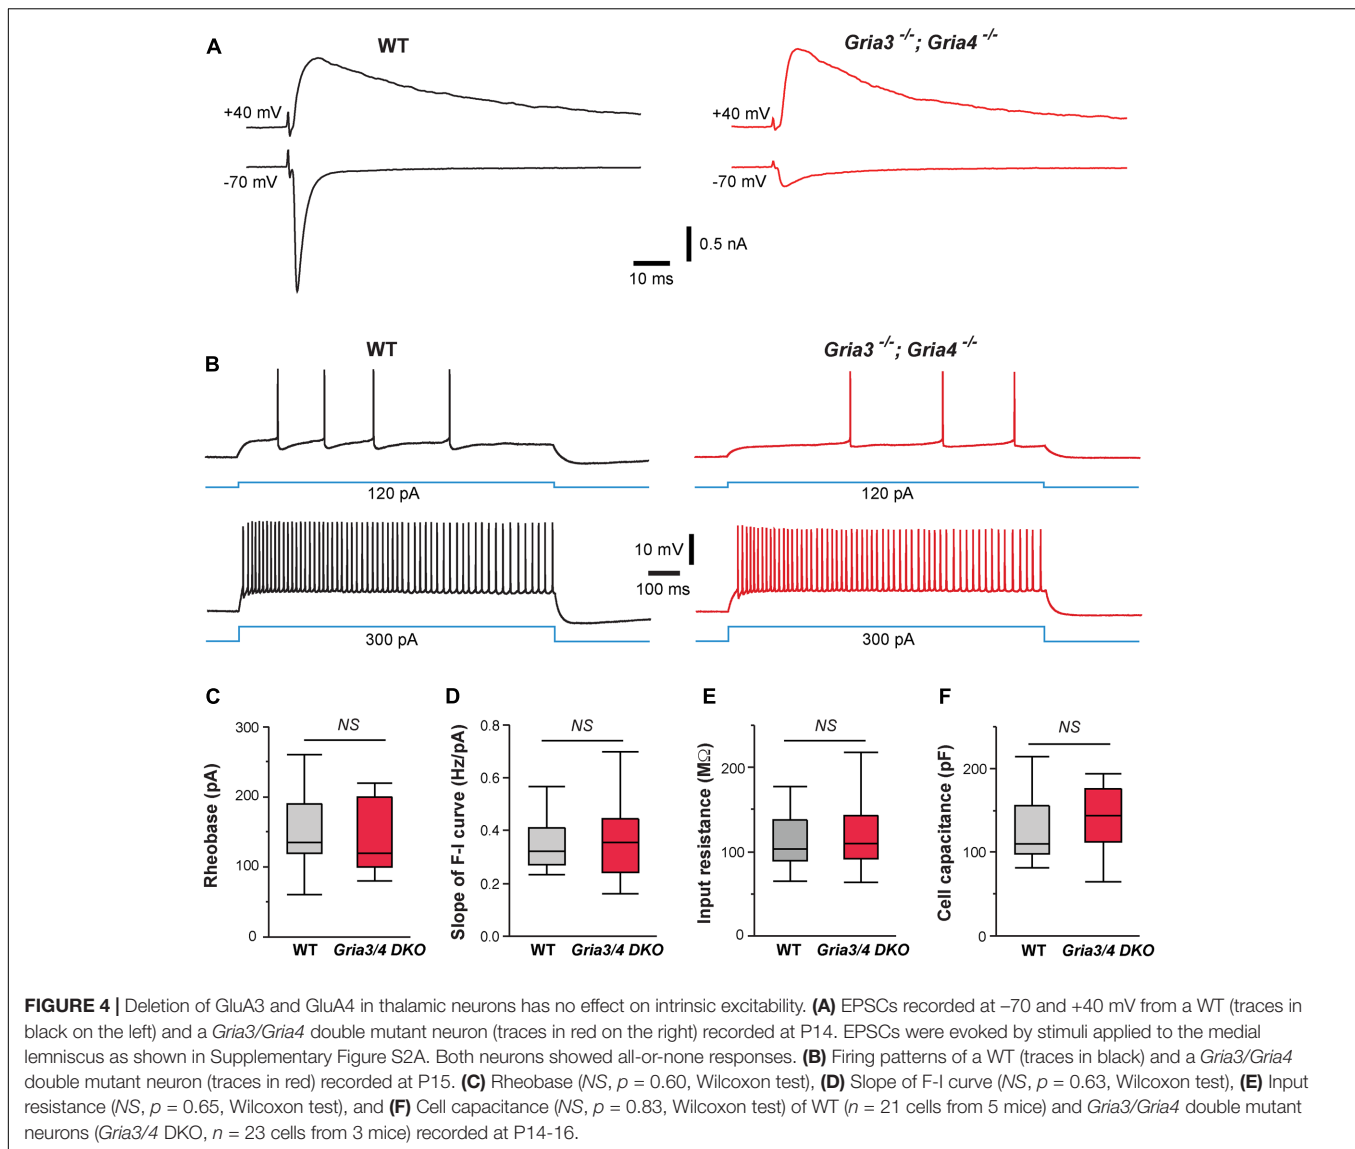 A
WT
Gria3 -/-; Gria4 -/-
+40 mV
+40 mV
-70 mV
-70 mV
0.5 nA
10 ms
B
WT
Gria3 -/-; Gria4 -/-
120 pA
120 pA
10 mV
100 ms
300 pA
300 pA
C
NS
Rheobase (pA)
300
200
100
0
WT
Gria3/4 DKO
D
NS
Slope of F-I curve (Hz/pA)
0.8
0.6
0.4
0.2
0.0
WT
Gria3/4 DKO
E
NS
Input resistance (MΩ)
200
100
0
WT
Gria3/4 DKO
F
NS
Cell capacitance (pF)
200
100
0
WT
Gria3/4 DKO
FIGURE 4 | Deletion of GluA3 and GluA4 in thalamic neurons has no effect on intrinsic excitability. (A) EPSCs recorded at –70 and +40 mV from a WT (traces in
black on the left) and a Gria3/Gria4 double mutant neuron (traces in red on the right) recorded at P14. EPSCs were evoked by stimuli applied to the medial
lemniscus as shown in Supplementary Figure S2A. Both neurons showed all-or-none responses. (B) Firing patterns of a WT (traces in black) and a Gria3/Gria4
double mutant neuron (traces in red) recorded at P15. (C) Rheobase (NS, p = 0.60, Wilcoxon test), (D) Slope of F-I curve (NS, p = 0.63, Wilcoxon test), (E) Input
resistance (NS, p = 0.65, Wilcoxon test), and (F) Cell capacitance (NS, p = 0.83, Wilcoxon test) of WT (n = 21 cells from 5 mice) and Gria3/Gria4 double mutant
neurons (Gria3/4 DKO, n = 23 cells from 3 mice) recorded at P14-16.